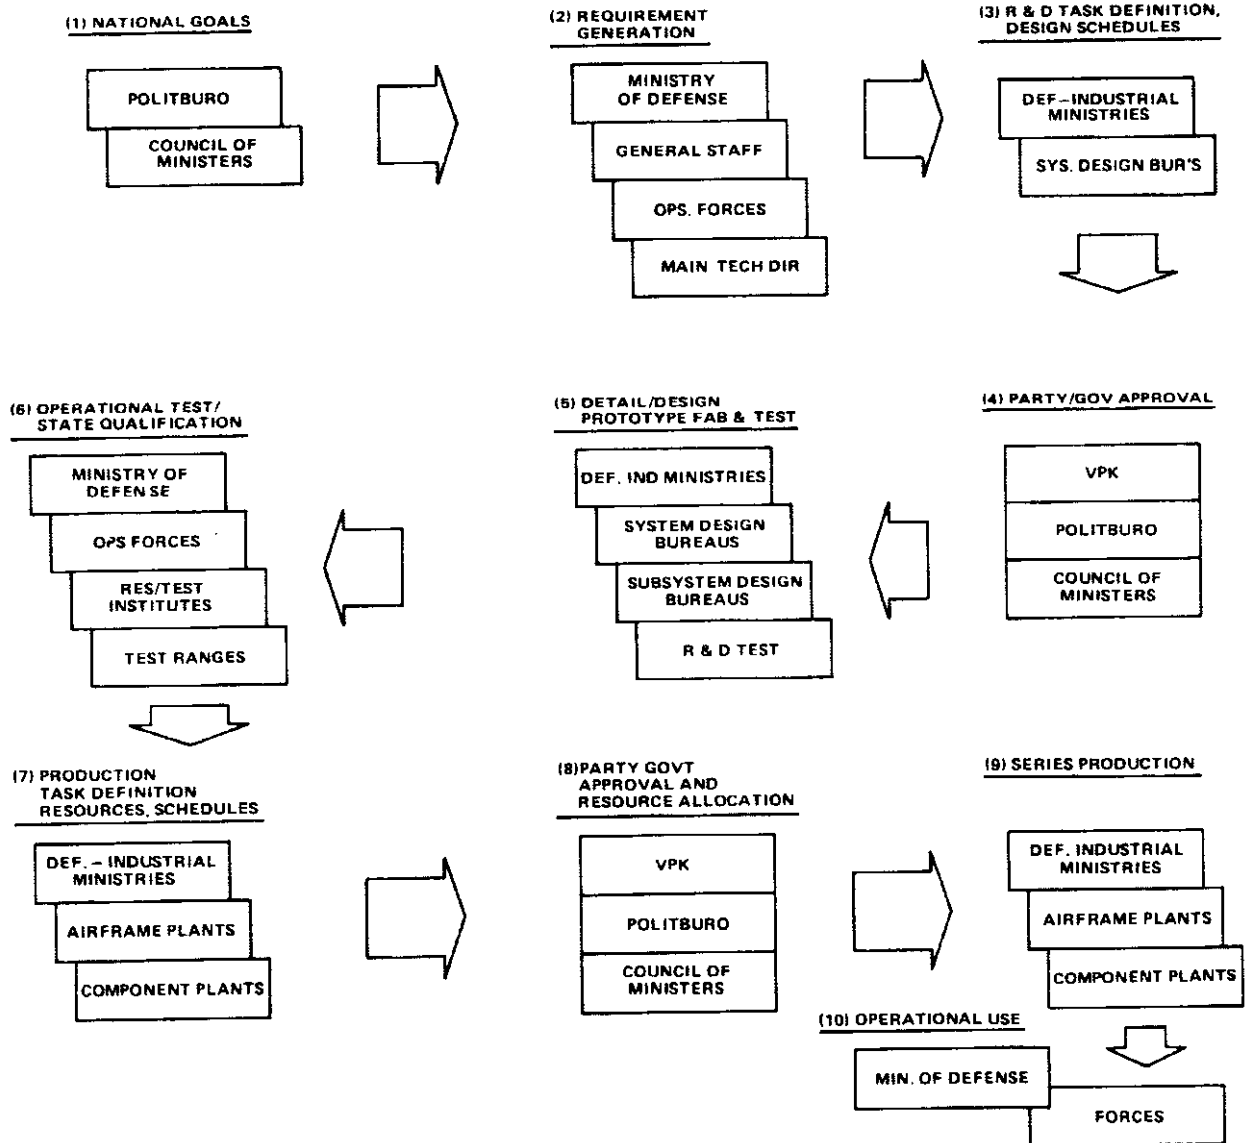 (1) NATIONAL GOALS
POLITBURO
COUNCIL OF
MINISTERS
(2) REQUIREMENT
GENERATION
MINISTRY
OF DEFENSE
GENERAL STAFF
OPS. FORCES
MAIN TECH DIR
(3) R & D TASK DEFINITION,
DESIGN SCHEDULES
DEF.-INDUSTRIAL
MINISTRIES
SYS. DESIGN BUR'S
(4) PARTY/GOV APPROVAL
VPK
POLITBURO
COUNCIL OF
MINISTERS
(5) DETAIL/DESIGN
PROTOTYPE FAB & TEST
DEF. IND MINISTRIES
SYSTEM DESIGN
BUREAUS
SUBSYSTEM DESIGN
BUREAUS
R & D TEST
(6) OPERATIONAL TEST/
STATE QUALIFICATION
MINISTRY OF
DEFENSE
OPS FORCES
RES/TEST
INSTITUTES
TEST RANGES
(7) PRODUCTION
TASK DEFINITION
RESOURCES, SCHEDULES
DEF. – INDUSTRIAL
MINISTRIES
AIRFRAME PLANTS
COMPONENT PLANTS
(8) PARTY GOVT
APPROVAL AND
RESOURCE ALLOCATION
VPK
POLITBURO
COUNCIL OF
MINISTERS
(9) SERIES PRODUCTION
DEF. INDUSTRIAL
MINISTRIES
AIRFRAME PLANTS
COMPONENT PLANTS
(10) OPERATIONAL USE
MIN. OF DEFENSE
FORCES